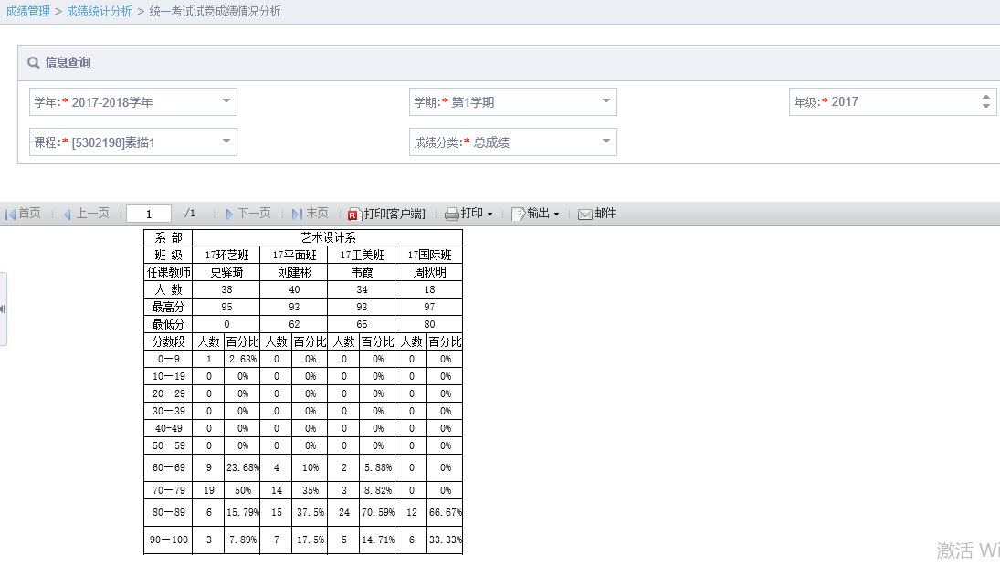 成绩管理 > 成绩统计分析 > 统一考试试卷成绩情况分析
信息查询
学年:* 2017-2018学年 学期:* 第1学期 年级:* 2017
课程:* [5302198]素描1 成绩分类:* 总成绩
首页 上一页 1 /1 下一页 末页 打印[客户端] 打印 输出 邮件
系 部 艺术设计系
班 级 17环艺班 17平面班 17工美班 17国际班
任课教师 史驿琦 刘建彬 韦霞 周秋明
人 数 38 40 34 18
最高分 95 93 93 97
最低分 0 62 65 80
分数段 人数 百分比 人数 百分比 人数 百分比 人数 百分比
0—9 1 2.63% 0 0% 0 0% 0 0%
10—19 0 0% 0 0% 0 0% 0 0%
20—29 0 0% 0 0% 0 0% 0 0%
30—39 0 0% 0 0% 0 0% 0 0%
40-49 0 0% 0 0% 0 0% 0 0%
50—59 0 0% 0 0% 0 0% 0 0%
60—69 9 23.68% 4 10% 2 5.88% 0 0%
70—79 19 50% 14 35% 3 8.82% 0 0%
80—89 6 15.79% 15 37.5% 24 70.59% 12 66.67%
90—100 3 7.89% 7 17.5% 5 14.71% 6 33.33%
激活 Wi